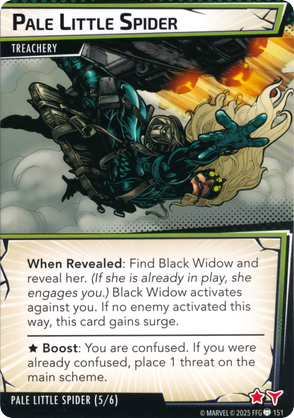 PALE LITTLE SPIDER
TREACHERY
When Revealed: Find Black Widow and
reveal her. (If she is already in play, she
engages you.) Black Widow activates
against you. If no enemy activated this
way, this card gains surge.
★ Boost: You are confused. If you were
already confused, place 1 threat on the
main scheme.
PALE LITTLE SPIDER (5/6)
© MARVEL © 2025 FFG 151